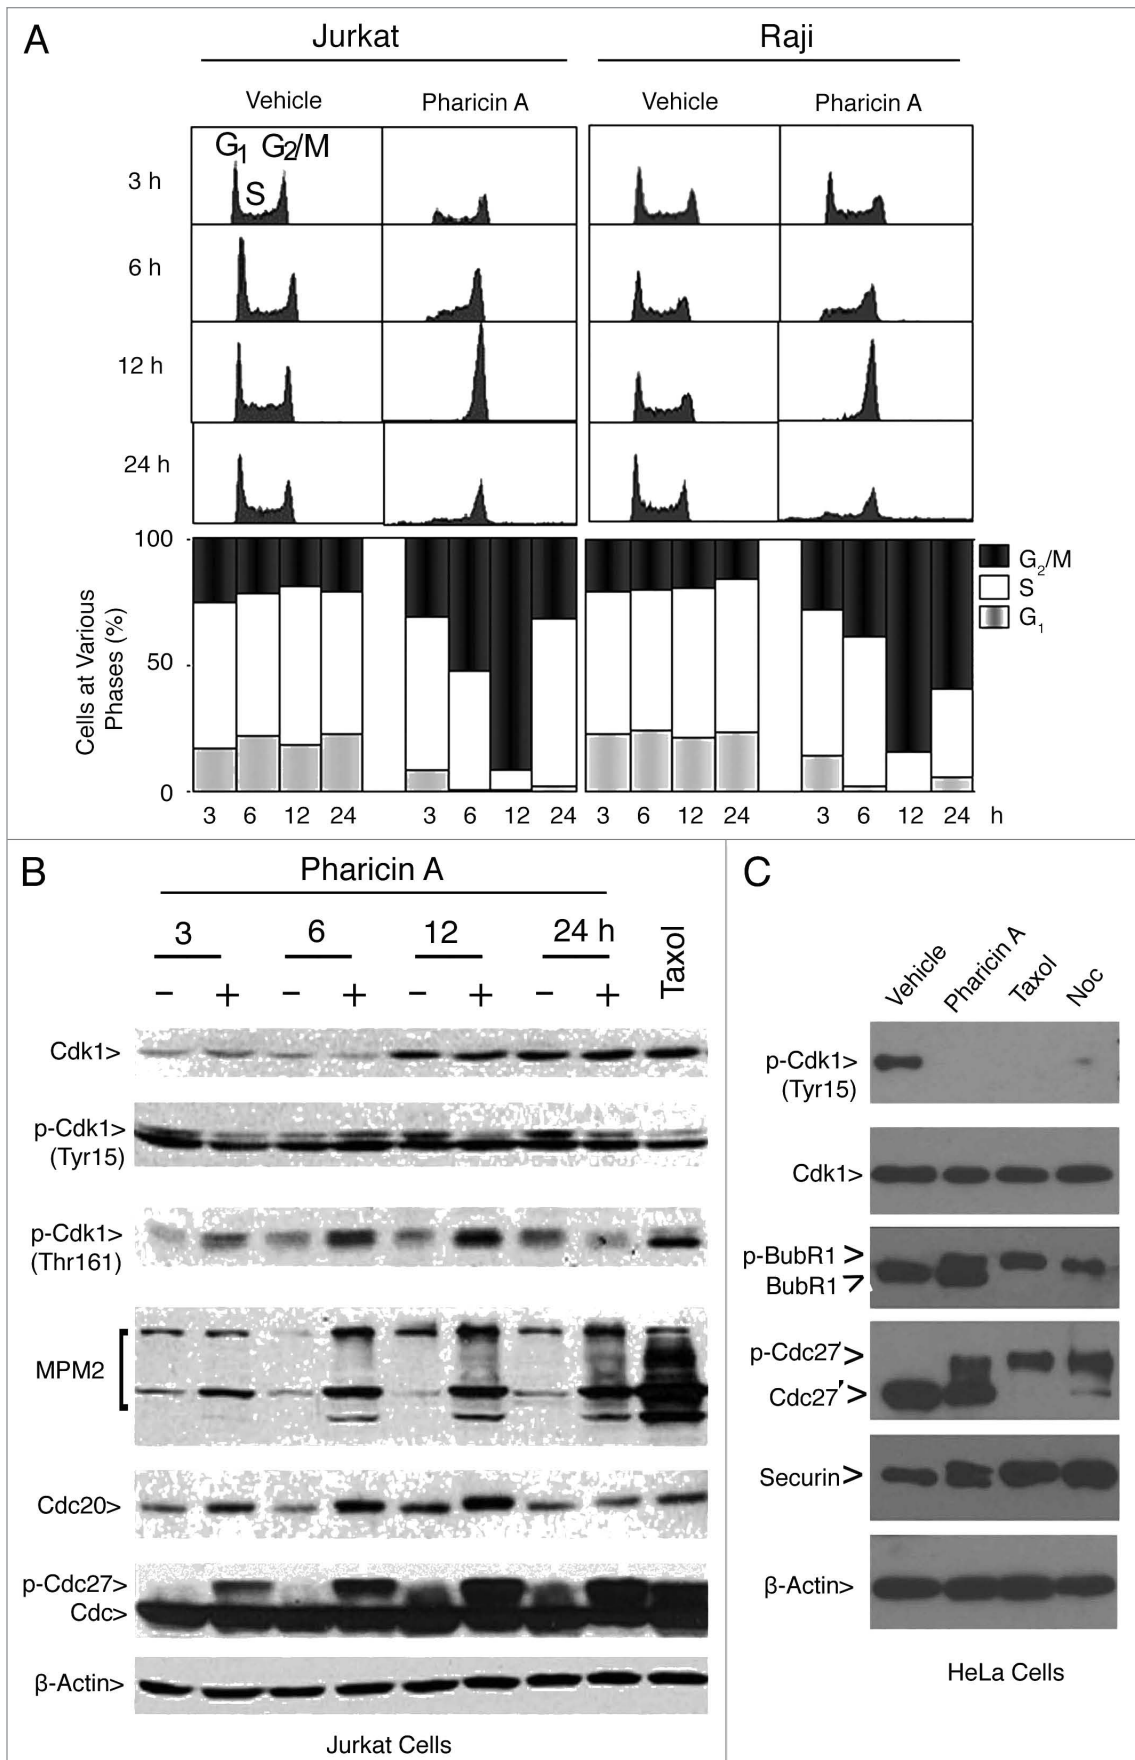 A
Jurkat
Raji
Vehicle
Pharicin A
Vehicle
Pharicin A
G1 G2/M
S
3 h
6 h
12 h
24 h
100
50
0
Cells at Various
Phases (%)
G2/M
S
G1
3 6 12 24 3 6 12 24 3 6 12 24 3 6 12 24 h
B
Pharicin A
3 6 12 24 h
Taxol
− + − + − + − +
Cdk1>
p-Cdk1>
(Tyr15)
p-Cdk1>
(Thr161)
MPM2
Cdc20>
p-Cdc27>
Cdc>
β-Actin>
Jurkat Cells
C
Vehicle
Pharicin A
Taxol
Noc
p-Cdk1>
(Tyr15)
Cdk1>
p-BubR1 >
BubR1 >
p-Cdc27>
Cdc27>
Securin>
β-Actin>
HeLa Cells